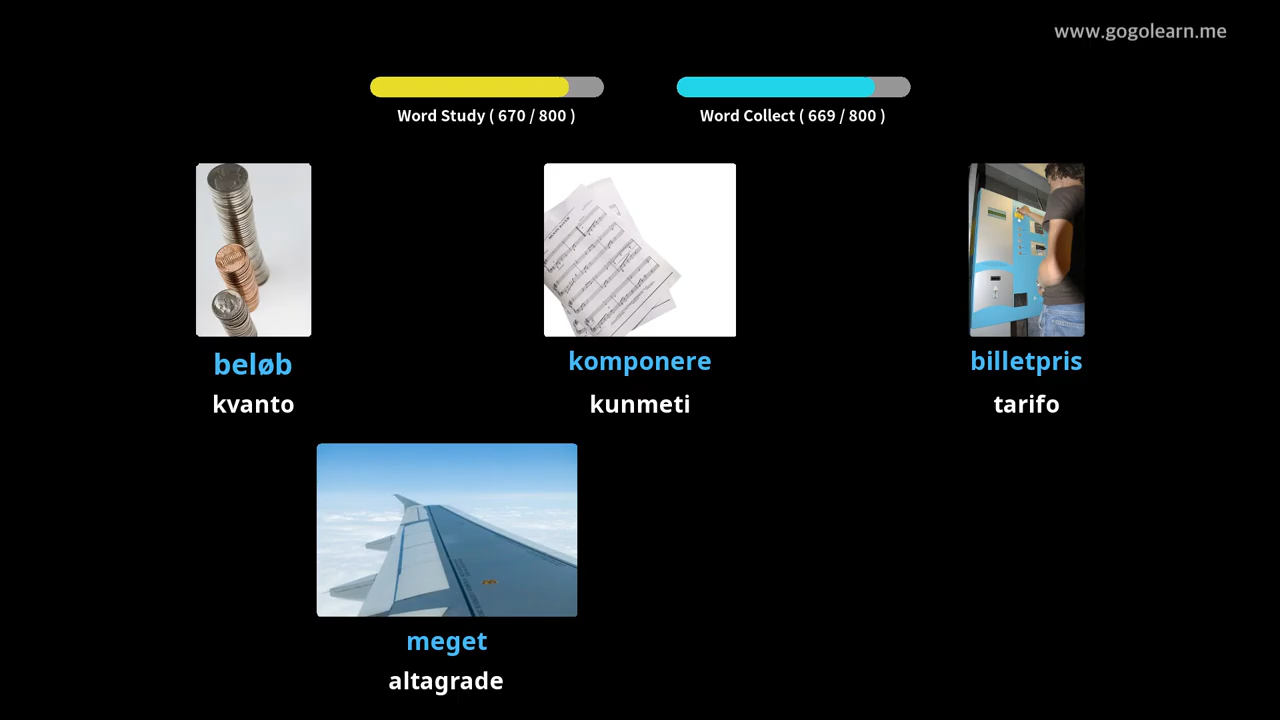 www.gogolearn.me
Word Study ( 670 / 800 )
Word Collect ( 669 / 800 )
beløb
komponere
billetpris
kvanto
kunmeti
tarifo
meget
altagrade